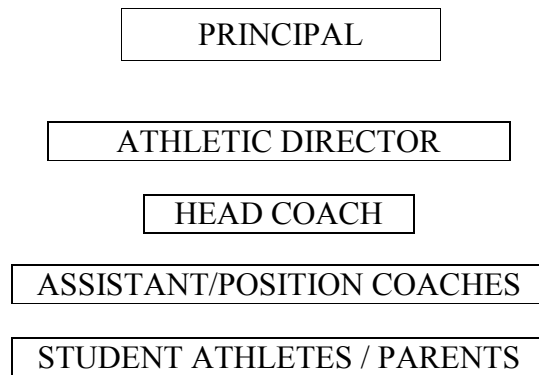 PRINCIPAL
ATHLETIC DIRECTOR
HEAD COACH
ASSISTANT/POSITION COACHES
STUDENT ATHLETES / PARENTS